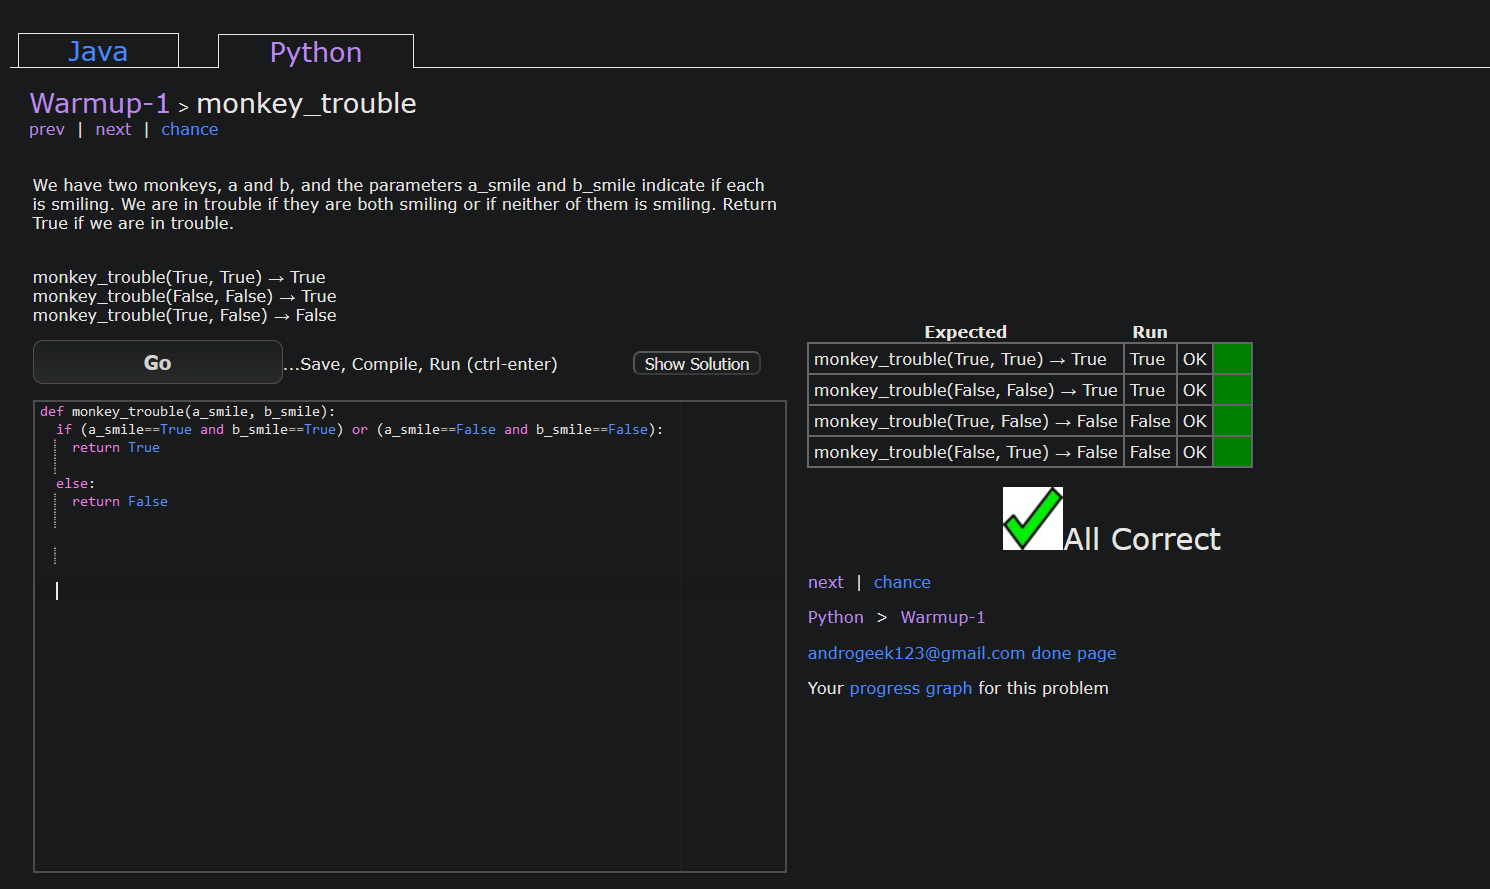 Java
Python
Warmup-1 > monkey_trouble
prev | next | chance
We have two monkeys, a and b, and the parameters a_smile and b_smile indicate if each
is smiling. We are in trouble if they are both smiling or if neither of them is smiling. Return
True if we are in trouble.
monkey_trouble(True, True) → True
monkey_trouble(False, False) → True
monkey_trouble(True, False) → False
Go
...Save, Compile, Run (ctrl-enter)
Show Solution
def monkey_trouble(a_smile, b_smile):
  if (a_smile==True and b_smile==True) or (a_smile==False and b_smile==False):
    return True
  else:
    return False
Expected Run
monkey_trouble(True, True) → True True OK
monkey_trouble(False, False) → True True OK
monkey_trouble(True, False) → False False OK
monkey_trouble(False, True) → False False OK
All Correct
next | chance
Python > Warmup-1
androgeek123@gmail.com done page
Your progress graph for this problem